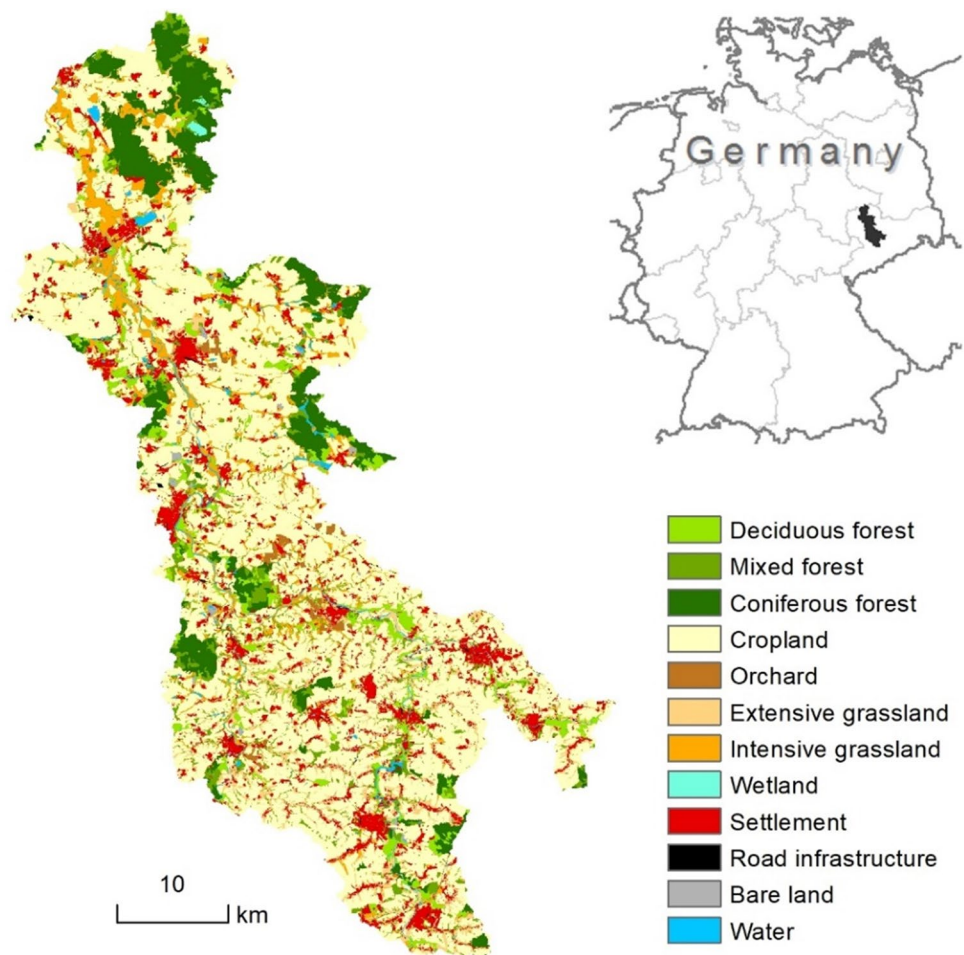 Germany
Deciduous forest
Mixed forest
Coniferous forest
Cropland
Orchard
Extensive grassland
Intensive grassland
Wetland
Settlement
Road infrastructure
Bare land
Water
10
km